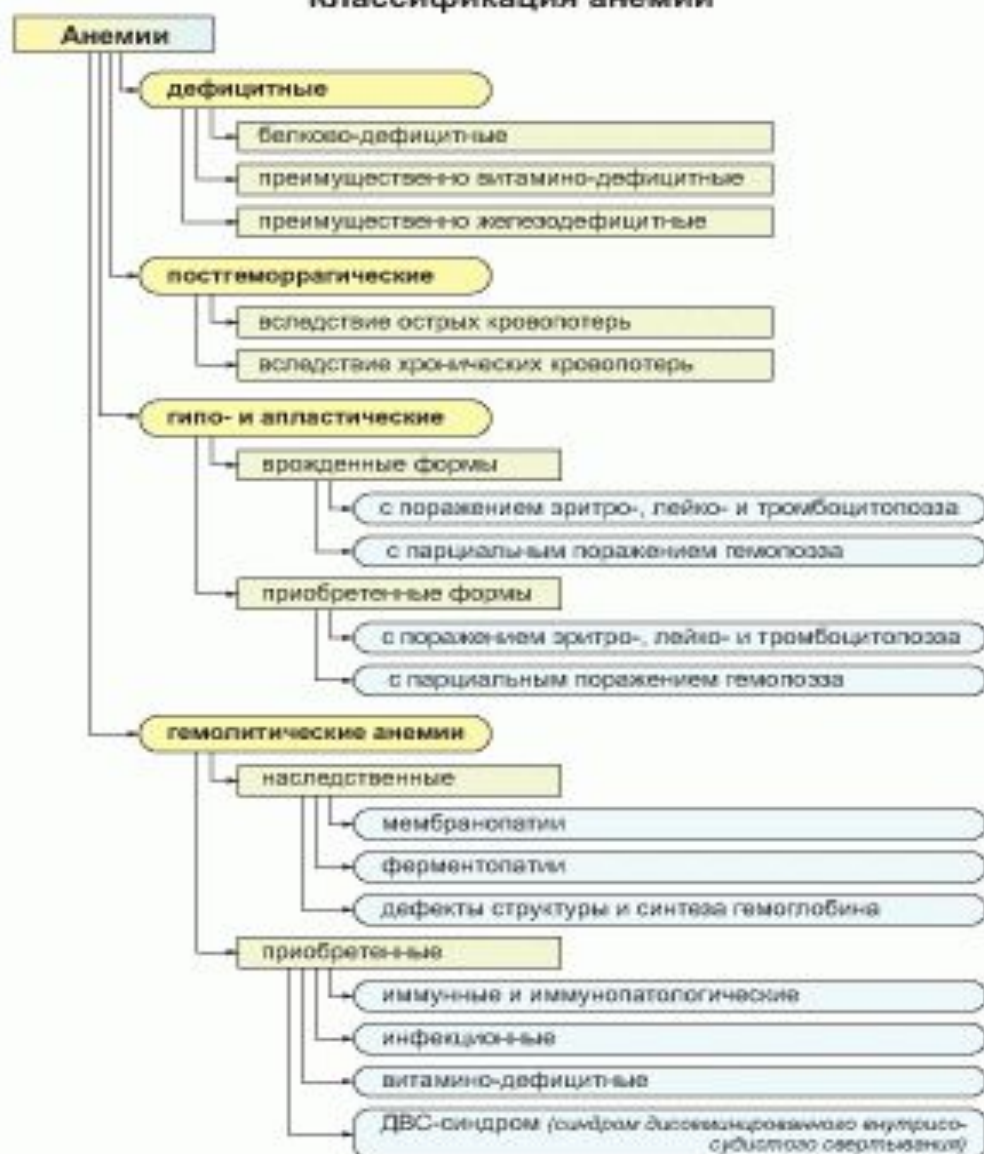 Классификация анемий
Анемии
дефицитные
белково-дефицитные
преимущественно витамино-дефицитные
преимущественно железодефицитные
постгеморрагические
вследствие острых кровопотерь
вследствие хронических кровопотерь
гипо- и апластические
врожденные формы
с поражением эритро-, лейко- и тромбоцитопоэза
с парциальным поражением гемопоэза
приобретенные формы
с поражением эритро-, лейко- и тромбоцитопоэза
с парциальным поражением гемопоэза
гемолитические анемии
наследственные
мембранопатии
ферментопатии
дефекты структуры и синтеза гемоглобина
приобретенные
иммунные и иммунопатологические
инфекционные
витамино-дефицитные
ДВС-синдром (синдром диссеминированного внутрисо-
судистого свертывания)